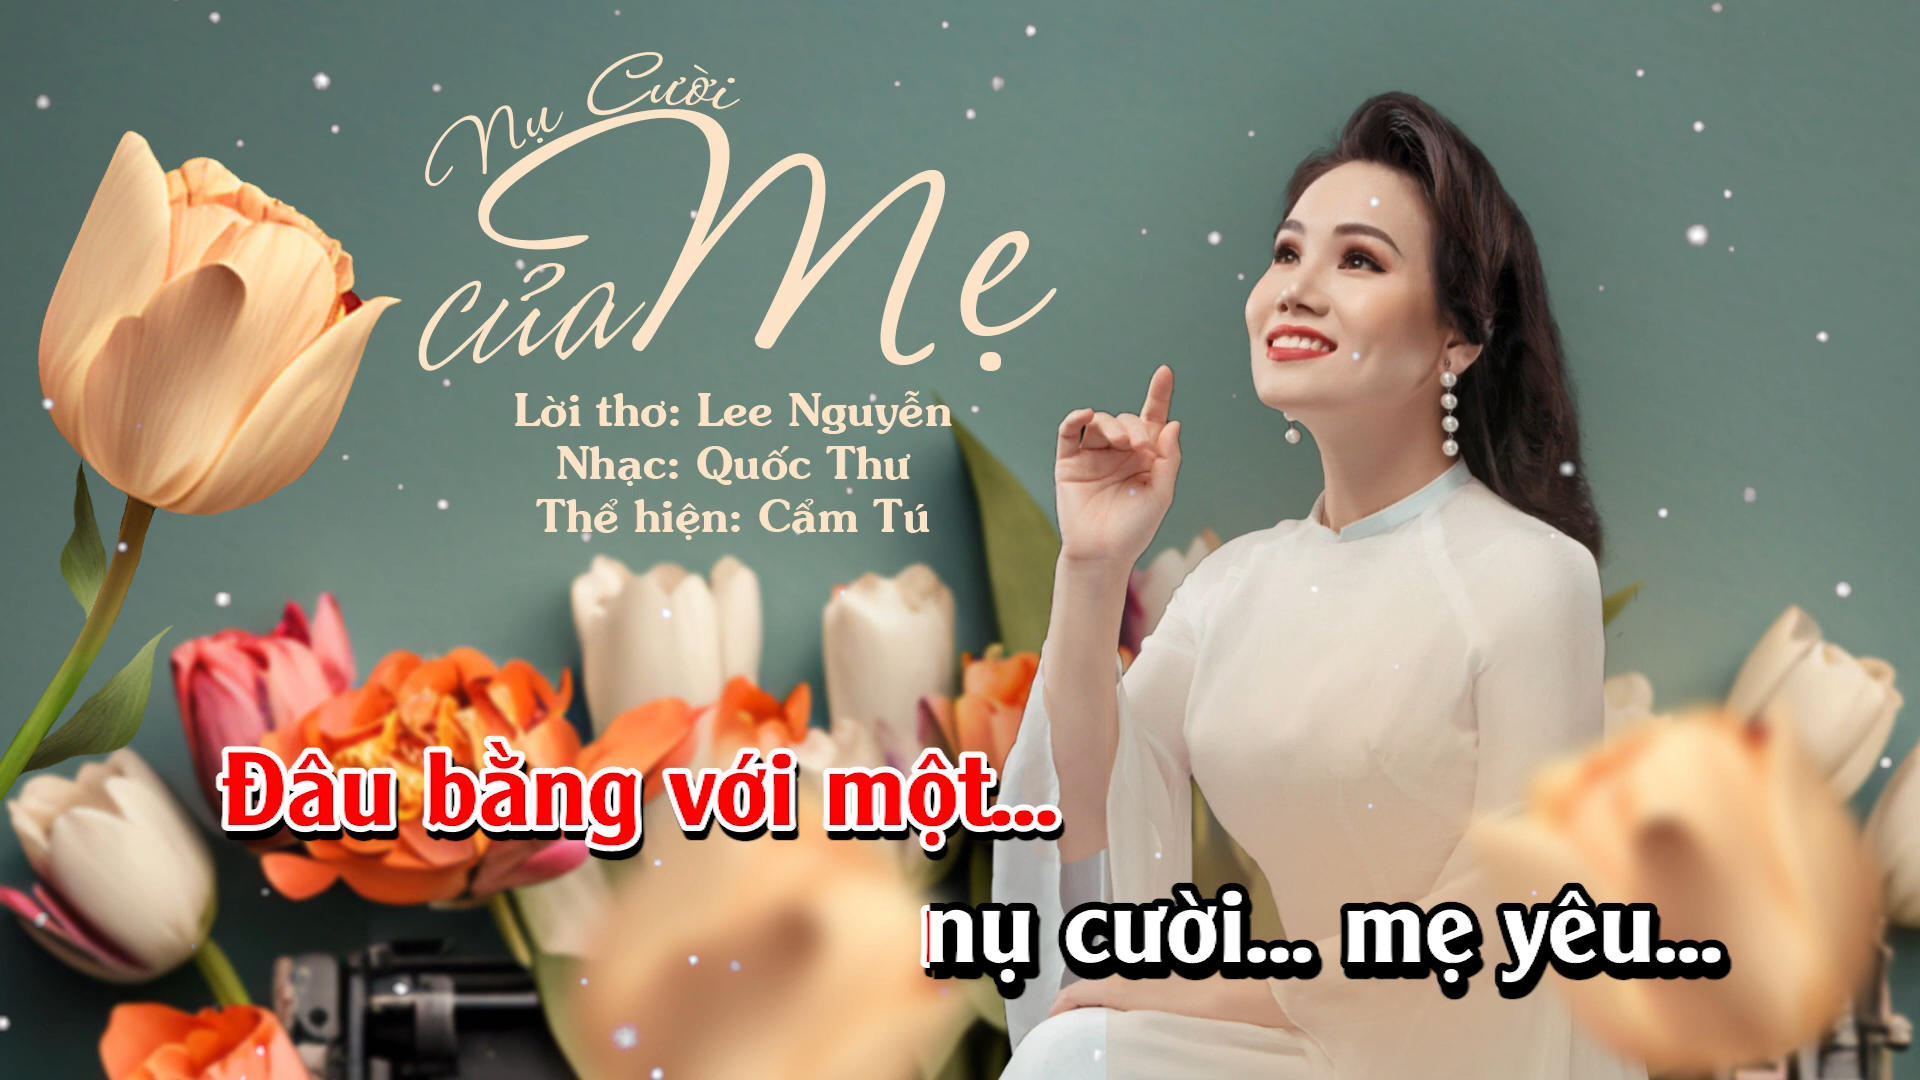 Nụ Cười
của Mẹ
Lời thơ: Lee Nguyễn
Nhạc: Quốc Thư
Thể hiện: Cẩm Tú
Đâu bằng với một...
nụ cười... mẹ yêu...